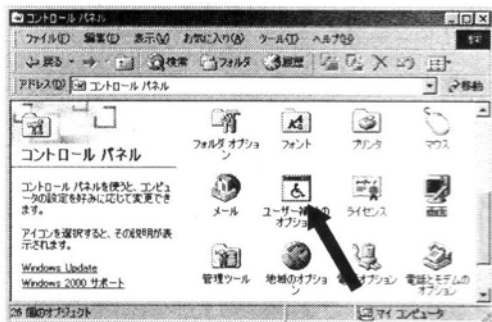 コントロール パネル
ファイル(F) 編集(E) 表示(V) お気に入り(A) ツール(T) ヘルプ(H)
戻る 検索 フォルダ 履歴
アドレス(D) コントロール パネル 移動
コントロール パネル
コントロール パネルを使うと、コンピュ
ータの設定を好みに応じて変更でき
ます。
アイコンを選択すると、その説明が表
示されます。
Windows Update
Windows 2000 サポート
フォルダ オプショ
ン
フォント
プリンタ
マウス
メール
ユーザー
オプショ
ライセンス
画面
管理ツール
地域のオプショ
ン
オプション
電話とモデムの
オプション
26 個のオブジェクト
マイ コンピュータ